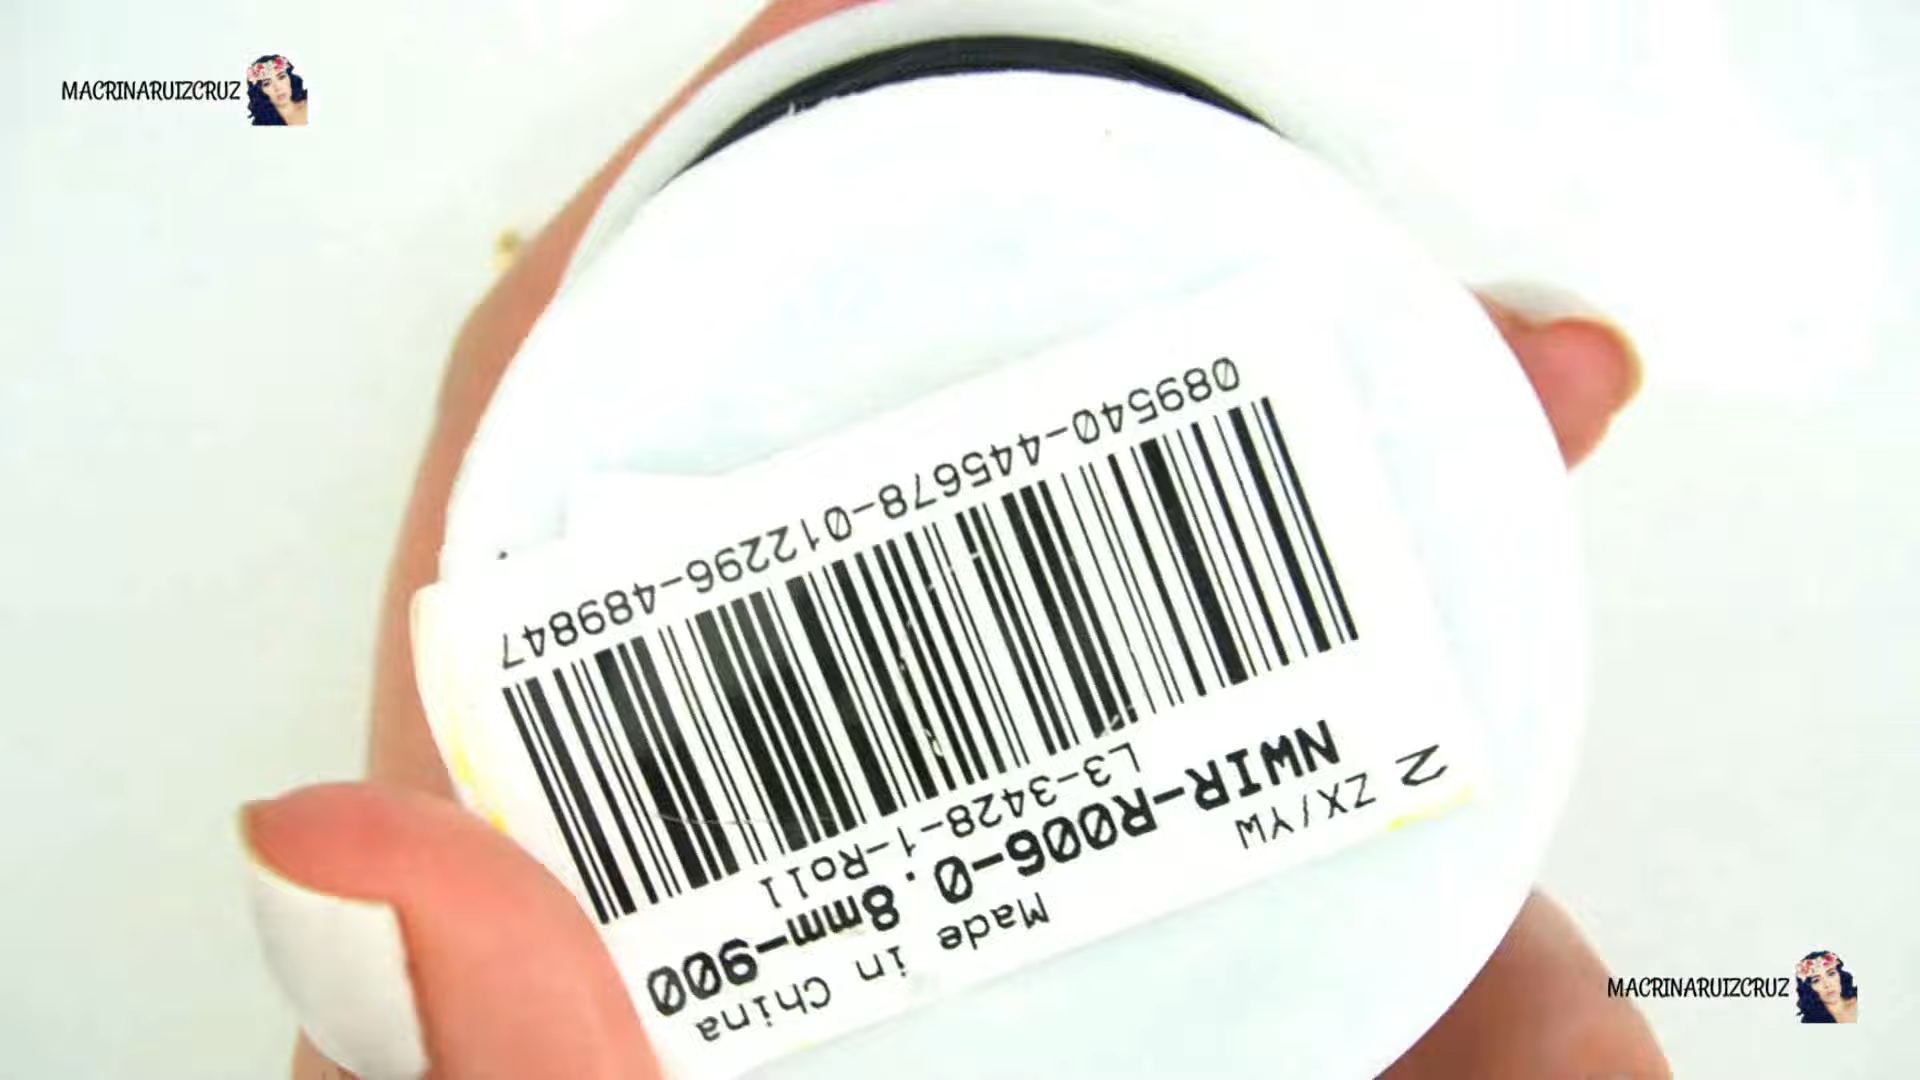 MACRINARUIZCRUZ
ZX/YW Made in China
NWIR-R006-0.8mm-900
L3-3428-1-Roll
089540-445678-012296-489847
MACRINARUIZCRUZ